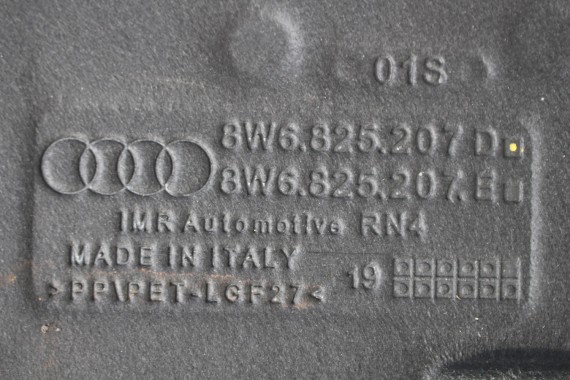 01S
8W6.825.207 D
8W6.825.207.E
IMR Automotive RN4
MADE IN ITALY
19
>PP\PET-LGF27<